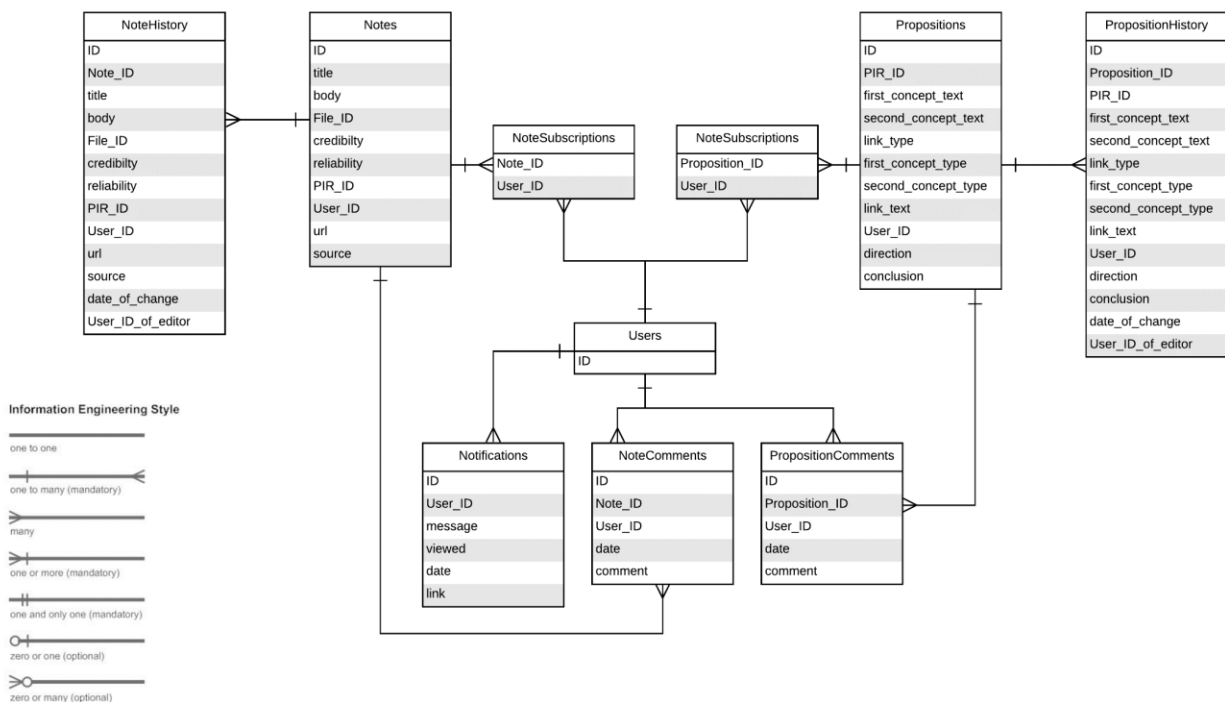 NoteHistory
ID
Note_ID
title
body
File_ID
credibilty
reliability
PIR_ID
User_ID
url
source
date_of_change
User_ID_of_editor
Notes
ID
title
body
File_ID
credibilty
reliability
PIR_ID
User_ID
url
source
NoteSubscriptions
Note_ID
User_ID
NoteSubscriptions
Proposition_ID
User_ID
Propositions
ID
PIR_ID
first_concept_text
second_concept_text
link_type
first_concept_type
second_concept_type
link_text
User_ID
direction
conclusion
PropositionHistory
ID
Proposition_ID
PIR_ID
first_concept_text
second_concept_text
link_type
first_concept_type
second_concept_type
link_text
User_ID
direction
conclusion
date_of_change
User_ID_of_editor
Users
ID
Notifications
ID
User_ID
message
viewed
date
link
NoteComments
ID
Note_ID
User_ID
date
comment
PropositionComments
ID
Proposition_ID
User_ID
date
comment
Information Engineering Style
one to one
one to many (mandatory)
many
one or more (mandatory)
one and only one (mandatory)
zero or one (optional)
zero or many (optional)